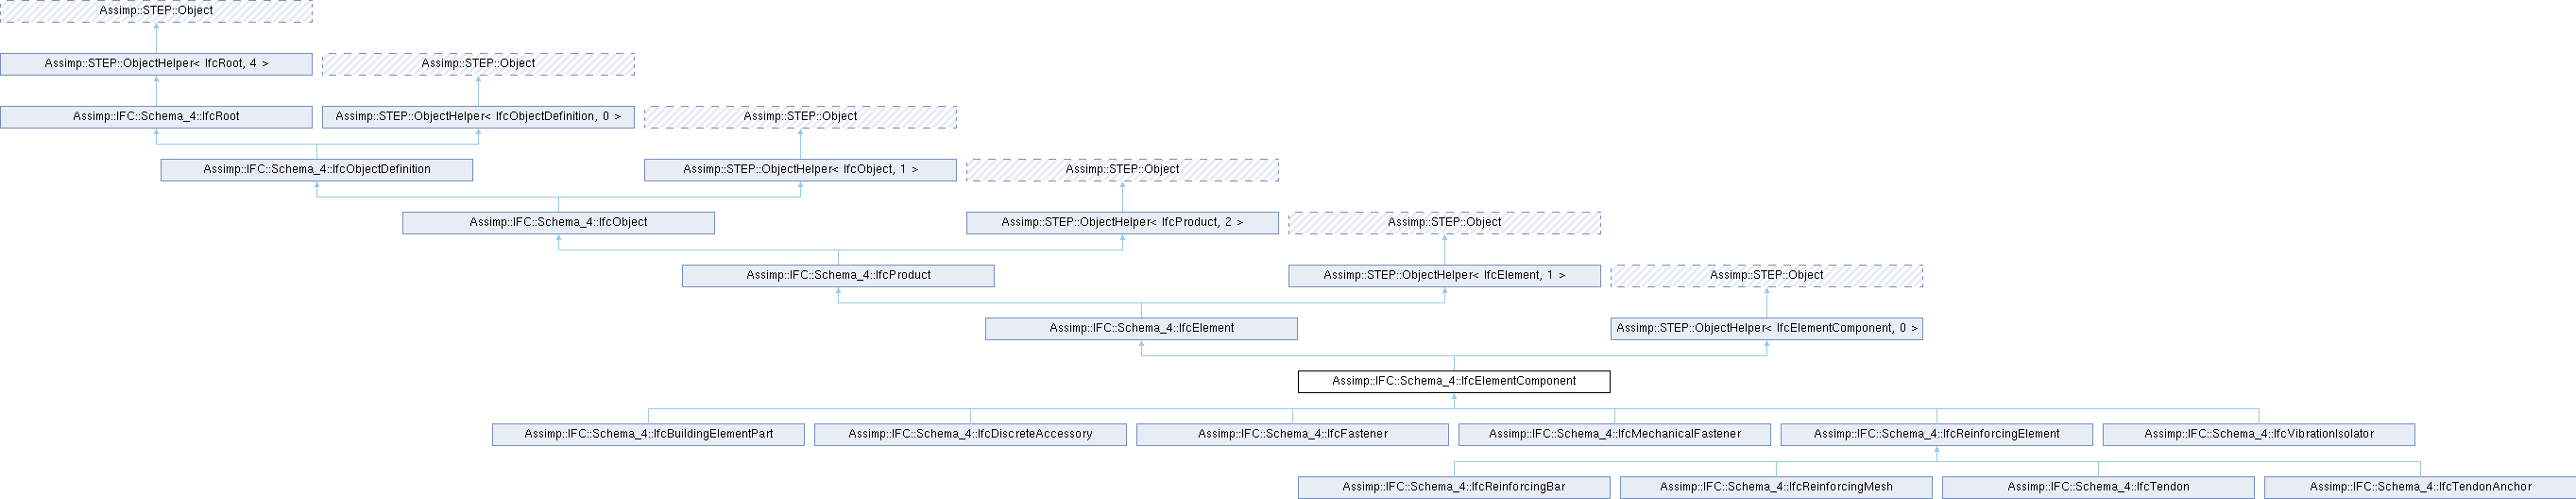 Assimp::STEP::Object
Assimp::STEP::ObjectHelper< IfcRoot, 4 >
Assimp::STEP::Object
Assimp::IFC::Schema_4::IfcRoot
Assimp::STEP::ObjectHelper< IfcObjectDefinition, 0 >
Assimp::STEP::Object
Assimp::IFC::Schema_4::IfcObjectDefinition
Assimp::STEP::ObjectHelper< IfcObject, 1 >
Assimp::STEP::Object
Assimp::IFC::Schema_4::IfcObject
Assimp::STEP::ObjectHelper< IfcProduct, 2 >
Assimp::STEP::Object
Assimp::IFC::Schema_4::IfcProduct
Assimp::STEP::ObjectHelper< IfcElement, 1 >
Assimp::STEP::Object
Assimp::IFC::Schema_4::IfcElement
Assimp::STEP::ObjectHelper< IfcElementComponent, 0 >
Assimp::IFC::Schema_4::IfcElementComponent
Assimp::IFC::Schema_4::IfcBuildingElementPart
Assimp::IFC::Schema_4::IfcDiscreteAccessory
Assimp::IFC::Schema_4::IfcFastener
Assimp::IFC::Schema_4::IfcMechanicalFastener
Assimp::IFC::Schema_4::IfcReinforcingElement
Assimp::IFC::Schema_4::IfcVibrationIsolator
Assimp::IFC::Schema_4::IfcReinforcingBar
Assimp::IFC::Schema_4::IfcReinforcingMesh
Assimp::IFC::Schema_4::IfcTendon
Assimp::IFC::Schema_4::IfcTendonAnchor